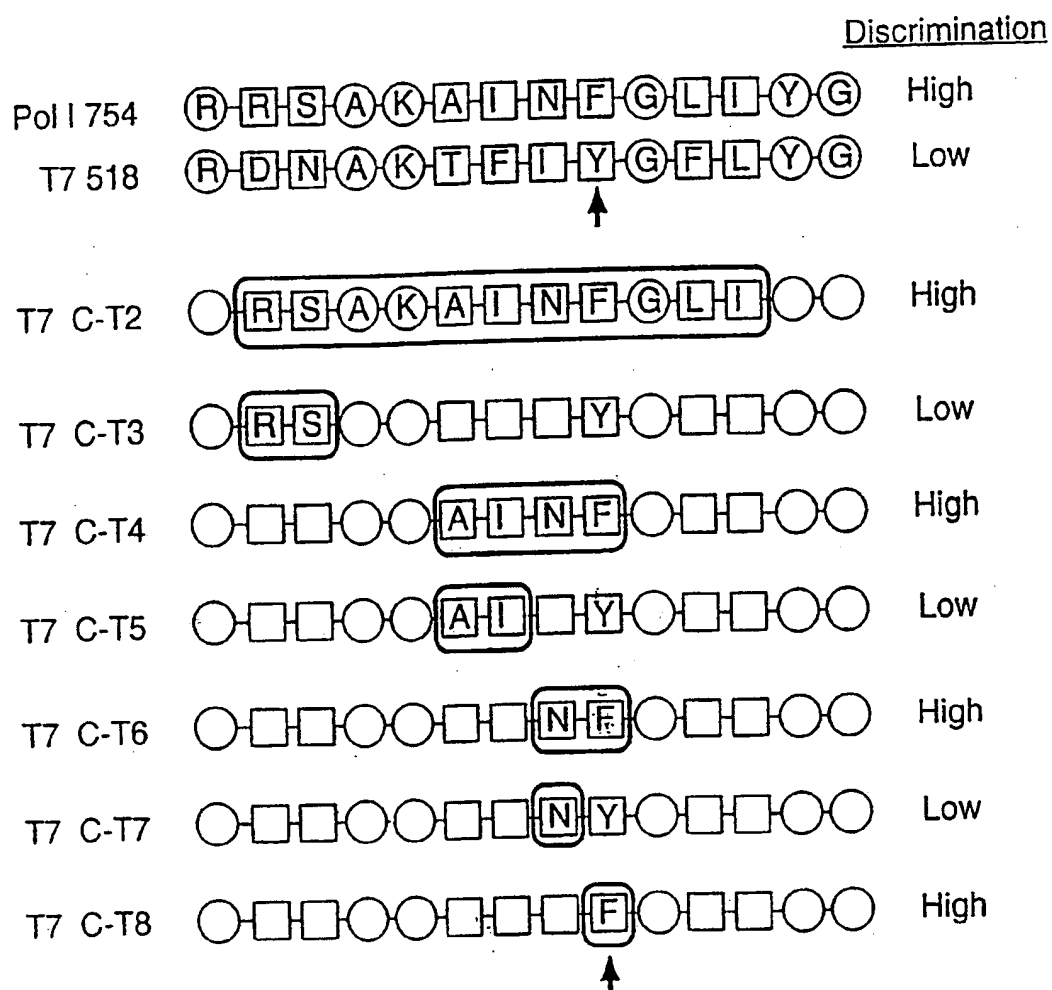 Discrimination
Pol I 754 R R S A K A I N F G L I Y G High
T7 518 R D N A K T F I Y G F L Y G Low
T7 C-T2 R S A K A I N F G L I High
T7 C-T3 R S Y Low
T7 C-T4 A I N F High
T7 C-T5 A I Y Low
T7 C-T6 N F High
T7 C-T7 N Y Low
T7 C-T8 F High